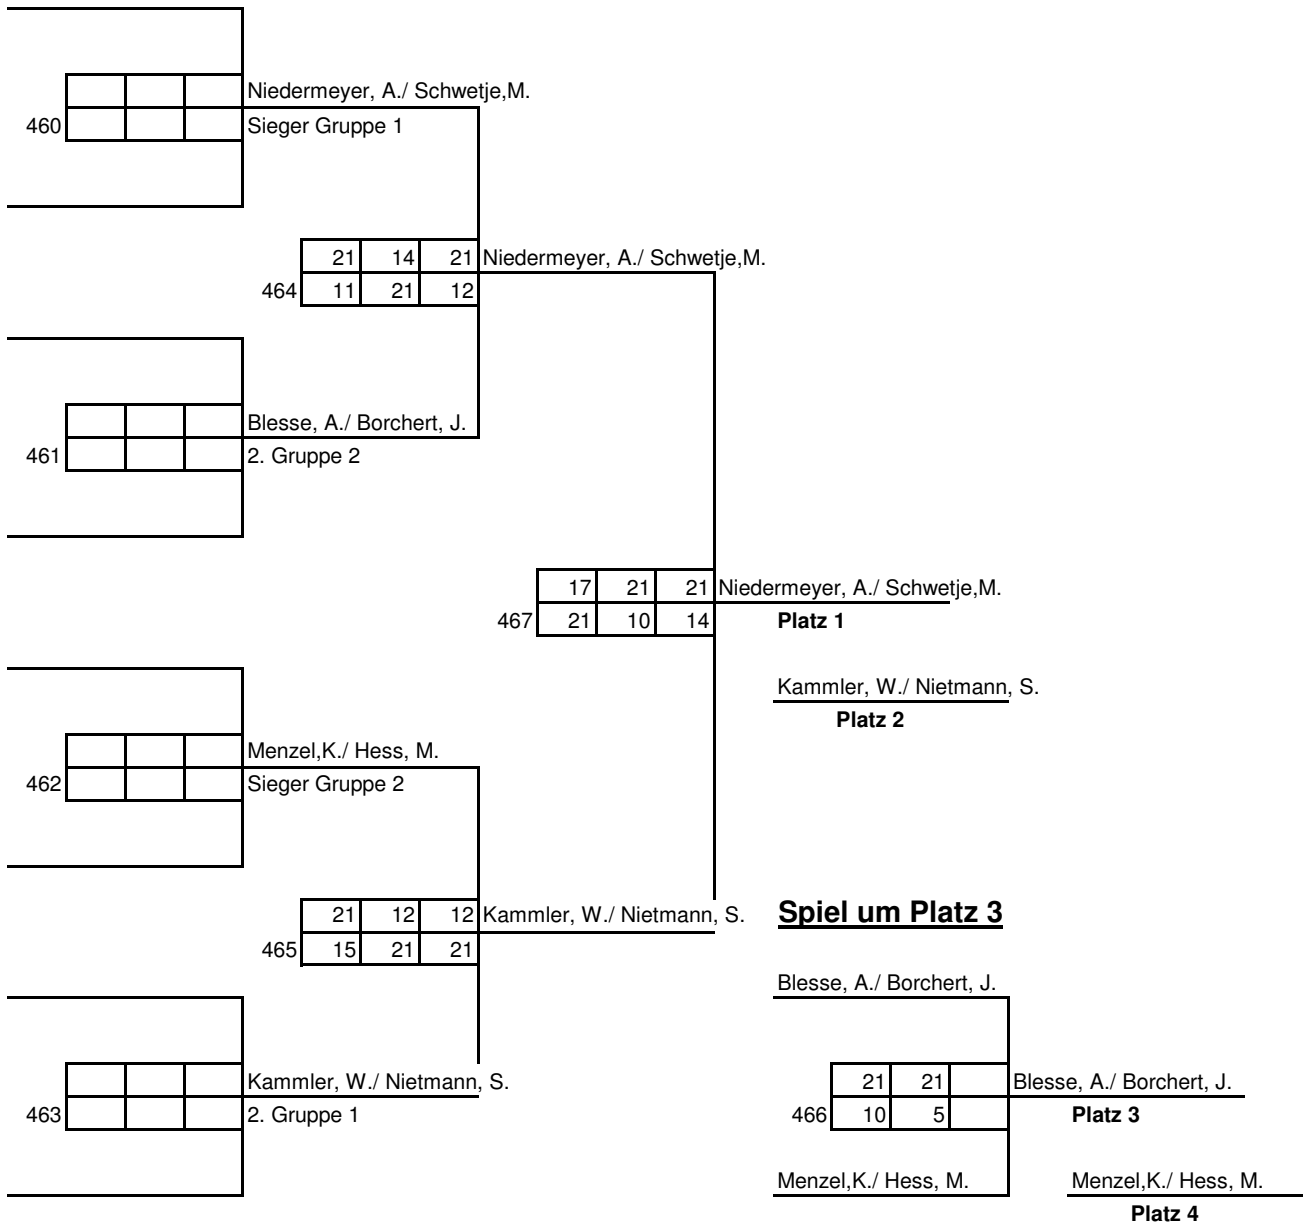 Niedermeyer, A./ Schwetje,M.
460 Sieger Gruppe 1
21 14 21 Niedermeyer, A./ Schwetje,M.
464 11 21 12
Blesse, A./ Borchert, J.
461 2. Gruppe 2
17 21 21 Niedermeyer, A./ Schwetje,M.
467 21 10 14 Platz 1
Kammler, W./ Nietmann, S.
Platz 2
Menzel,K./ Hess, M.
462 Sieger Gruppe 2
21 12 12 Kammler, W./ Nietmann, S. Spiel um Platz 3
465 15 21 21
Blesse, A./ Borchert, J.
Kammler, W./ Nietmann, S. 21 21 Blesse, A./ Borchert, J.
463 2. Gruppe 1 466 10 5 Platz 3
Menzel,K./ Hess, M. Menzel,K./ Hess, M.
Platz 4